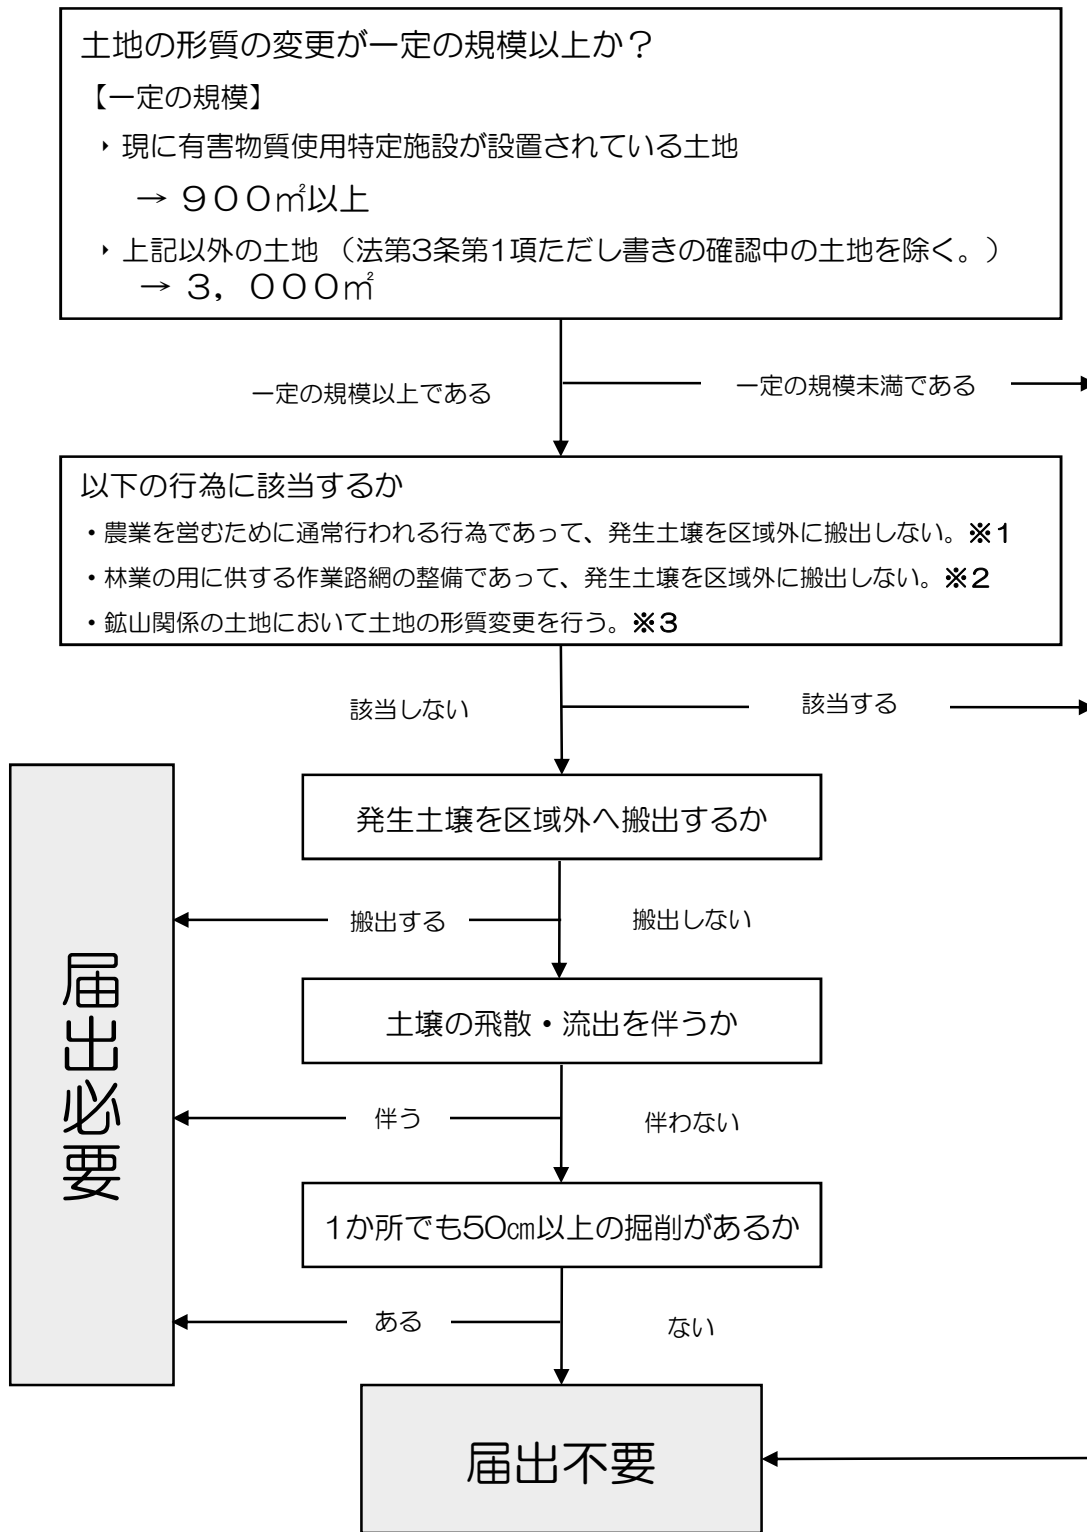 土地の形質の変更が一定の規模以上か？
【一定の規模】
‣ 現に有害物質使用特定施設が設置されている土地
→ ９００㎡以上
‣ 上記以外の土地 （法第3条第1項ただし書きの確認中の土地を除く。）
→ ３，０００㎡
一定の規模以上である
一定の規模未満である
以下の行為に該当するか
・農業を営むために通常行われる行為であって、発生土壌を区域外に搬出しない。※１
・林業の用に供する作業路網の整備であって、発生土壌を区域外に搬出しない。※２
・鉱山関係の土地において土地の形質変更を行う。※３
該当しない
該当する
発生土壌を区域外へ搬出するか
搬出する
搬出しない
土壌の飛散・流出を伴うか
伴う
伴わない
1か所でも50㎝以上の掘削があるか
ある
ない
届出必要
届出不要